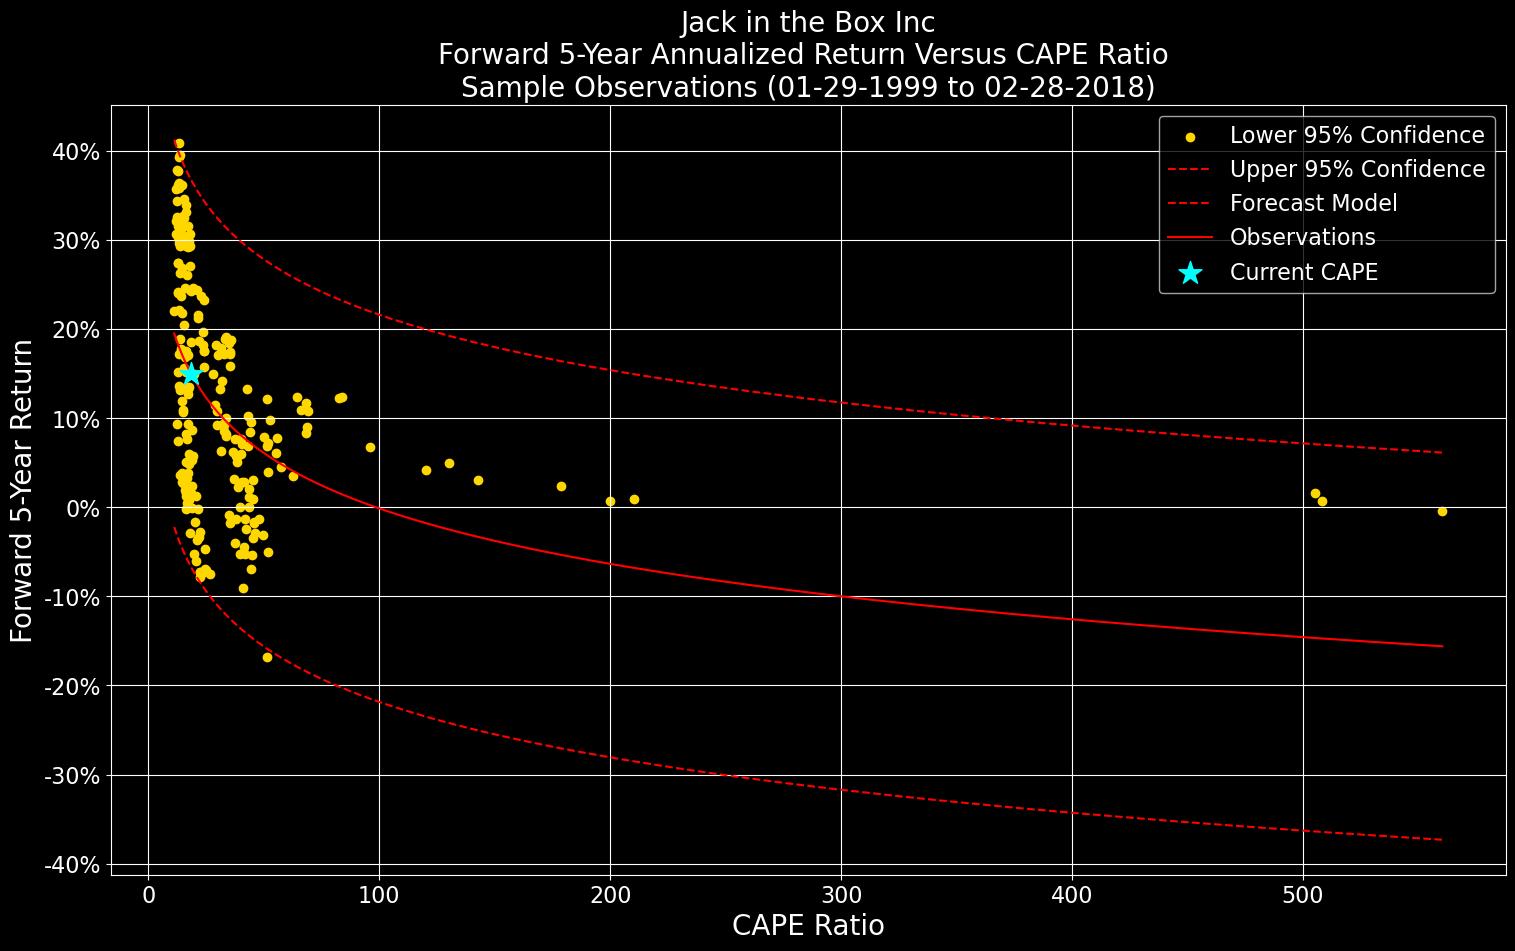 Jack in the Box Inc
Forward 5-Year Annualized Return Versus CAPE Ratio
Sample Observations (01-29-1999 to 02-28-2018)
Lower 95% Confidence
Upper 95% Confidence
Forecast Model
Observations
Current CAPE
Forward 5-Year Return
40%
30%
20%
10%
0%
-10%
-20%
-30%
-40%
0 100 200 300 400 500
CAPE Ratio